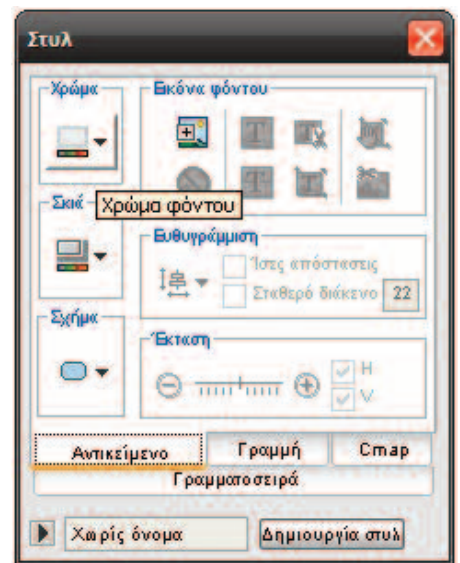 Στυλ
Χρώμα
Εικόνα φόντου
Χρώμα φόντου
Σκιά
Ευθυγράμμιση
Ίσες αποστασεις
Σταθερό διάκενο 22
Σχήμα
Έκταση
H
V
Αντικείμενο Γραμμή Cmap
Γραμματοσειρά
Χωρίς όνομα Δημιουργία στυλ